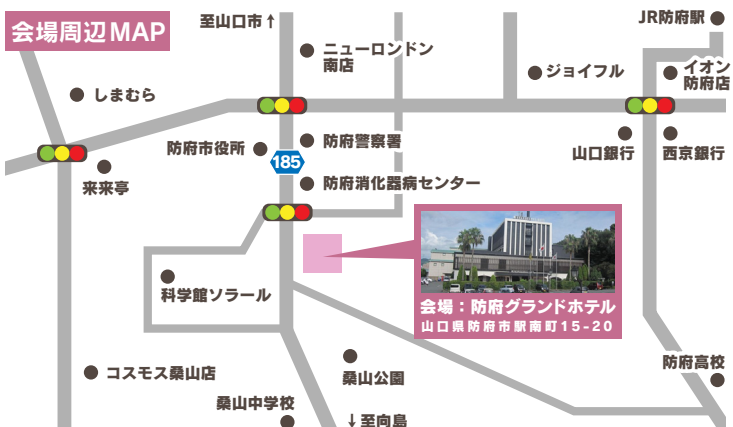 会場周辺MAP
至山口市↑
JR防府駅
ニューロンドン
南店
ジョイフル
イオン
防府店
しまむら
防府市役所
防府警察署
山口銀行
西京銀行
185
来来亭
防府消化器病センター
科学館ソラール
会場：防府グランドホテル
山口県防府市駅南町15-20
コスモス桑山店
桑山公園
防府高校
桑山中学校
↓至向島